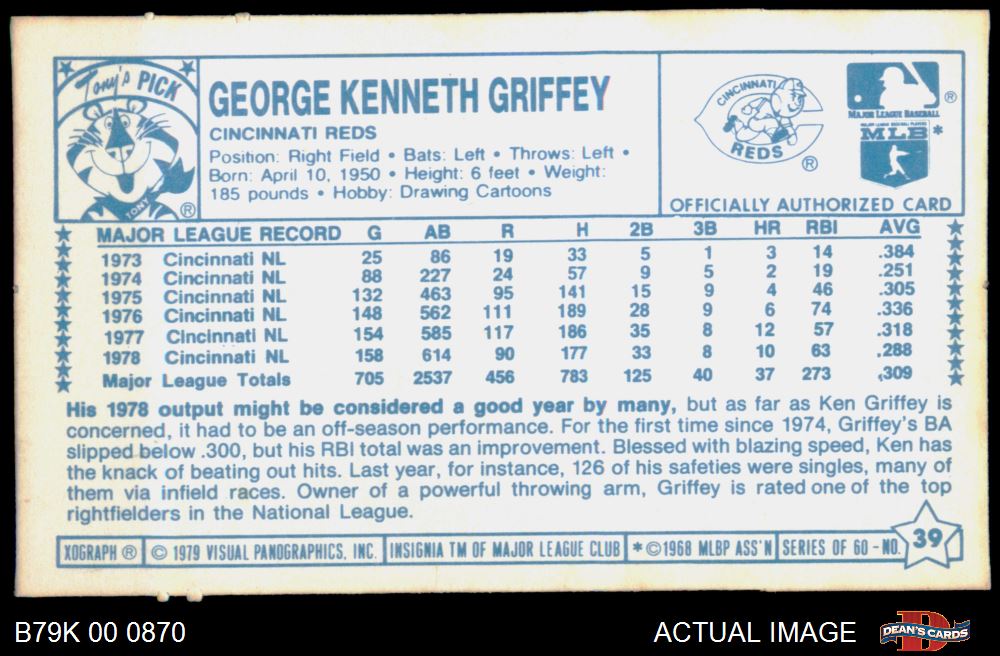 Tony's PICK
TONY
®
GEORGE KENNETH GRIFFEY
CINCINNATI REDS
Position: Right Field • Bats: Left • Throws: Left •
Born: April 10, 1950 • Height: 6 feet • Weight:
185 pounds • Hobby: Drawing Cartoons
CINCINNATI
REDS
®
®
MAJOR LEAGUE BASEBALL
MAJOR LEAGUE BASEBALL PLAYERS
MLB*
OFFICIALLY AUTHORIZED CARD
MAJOR LEAGUE RECORD G AB R H 2B 3B HR RBI AVG
1973 Cincinnati NL 25 86 19 33 5 1 3 14 .384
1974 Cincinnati NL 88 227 24 57 9 5 2 19 .251
1975 Cincinnati NL 132 463 95 141 15 9 4 46 .305
1976 Cincinnati NL 148 562 111 189 28 9 6 74 .336
1977 Cincinnati NL 154 585 117 186 35 8 12 57 .318
1978 Cincinnati NL 158 614 90 177 33 8 10 63 .288
Major League Totals 705 2537 456 783 125 40 37 273 .309
His 1978 output might be considered a good year by many, but as far as Ken Griffey is
concerned, it had to be an off-season performance. For the first time since 1974, Griffey's BA
slipped below .300, but his RBI total was an improvement. Blessed with blazing speed, Ken has
the knack of beating out hits. Last year, for instance, 126 of his safeties were singles, many of
them via infield races. Owner of a powerful throwing arm, Griffey is rated one of the top
rightfielders in the National League.
XOGRAPH ® © 1979 VISUAL PANOGRAPHICS, INC. INSIGNIA TM OF MAJOR LEAGUE CLUB *©1968 MLBP ASS'N SERIES OF 60 - NO. 39
B79K 00 0870
ACTUAL IMAGE
D
DEAN'S CARDS